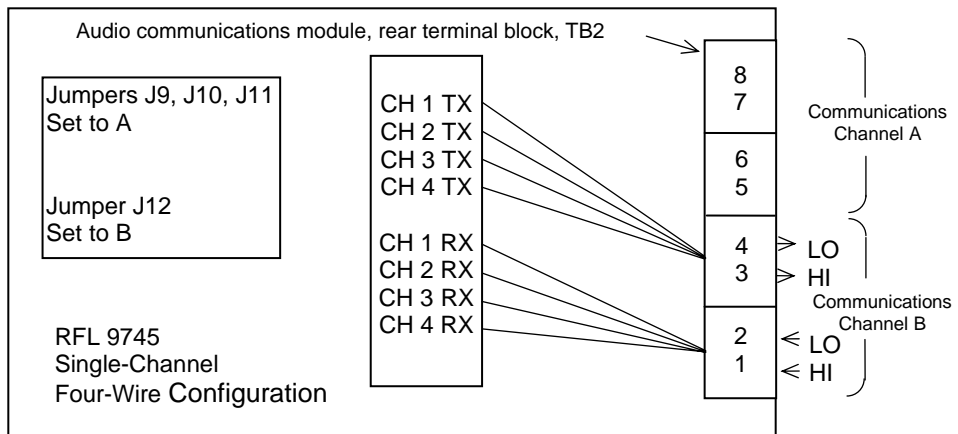 Audio communications module, rear terminal block, TB2
Jumpers J9, J10, J11
Set to A
Jumper J12
Set to B
CH 1 TX
CH 2 TX
CH 3 TX
CH 4 TX
CH 1 RX
CH 2 RX
CH 3 RX
CH 4 RX
8
7
6
5
4
3
2
1
LO
HI
LO
HI
Communications
Channel A
Communications
Channel B
RFL 9745
Single-Channel
Four-Wire Configuration